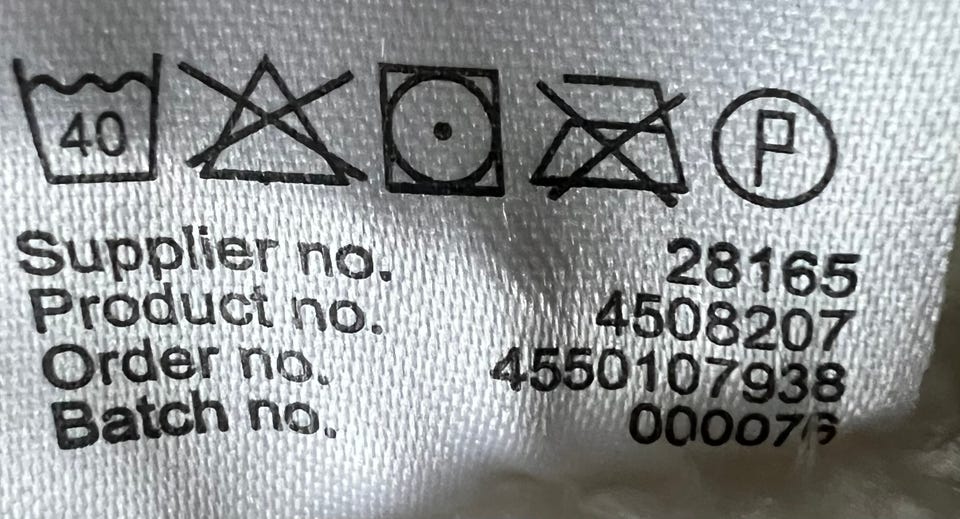 40 P
Supplier no. 28165
Product no. 4508207
Order no. 4550107938
Batch no. 000076